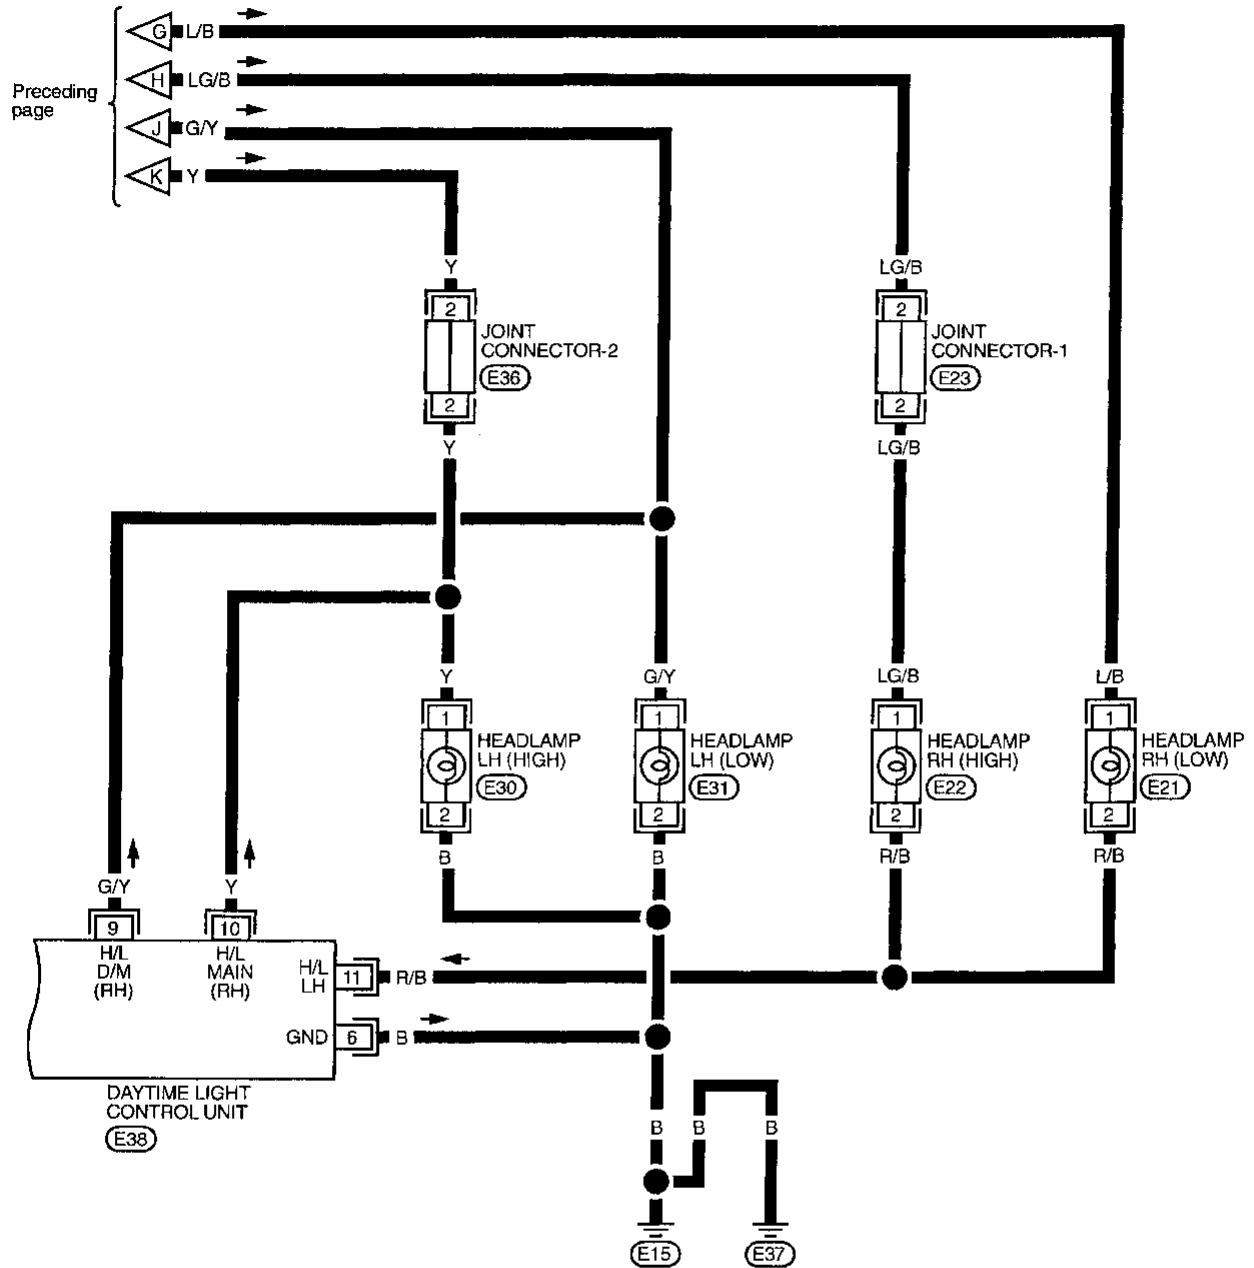 G L/B
H LG/B
Preceding
page
J G/Y
K Y
Y
LG/B
2
2
JOINT
CONNECTOR-2
E36
JOINT
CONNECTOR-1
E23
2
2
Y
LG/B
Y
G/Y
LG/B
L/B
1
1
1
1
HEADLAMP
LH (HIGH)
E30
HEADLAMP
LH (LOW)
E31
HEADLAMP
RH (HIGH)
E22
HEADLAMP
RH (LOW)
E21
2
2
2
2
B
B
R/B
R/B
G/Y
Y
9
10
H/L
D/M
(RH)
H/L
MAIN
(RH)
H/L
LH
11
R/B
GND
6
B
DAYTIME LIGHT
CONTROL UNIT
E38
B
B
B
E15
E37